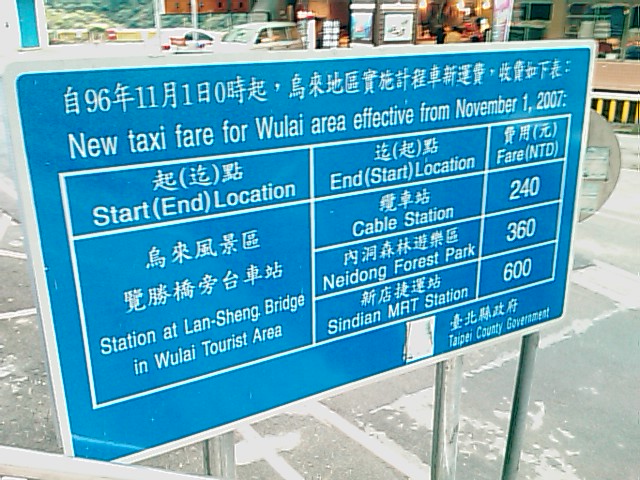 自96年11月1日0時起，烏來地區實施計程車新運費，收費如下表：
New taxi fare for Wulai area effective from November 1, 2007:
起(迄)點
Start(End)Location
迄(起)點
End(Start)Location
費用(元)
Fare(NTD)
烏來風景區
覽勝橋旁台車站
Station at Lan-Sheng Bridge
in Wulai Tourist Area
纜車站
Cable Station
240
內洞森林遊樂區
Neidong Forest Park
360
新店捷運站
Sindian MRT Station
600
臺北縣政府
Taipei County Government